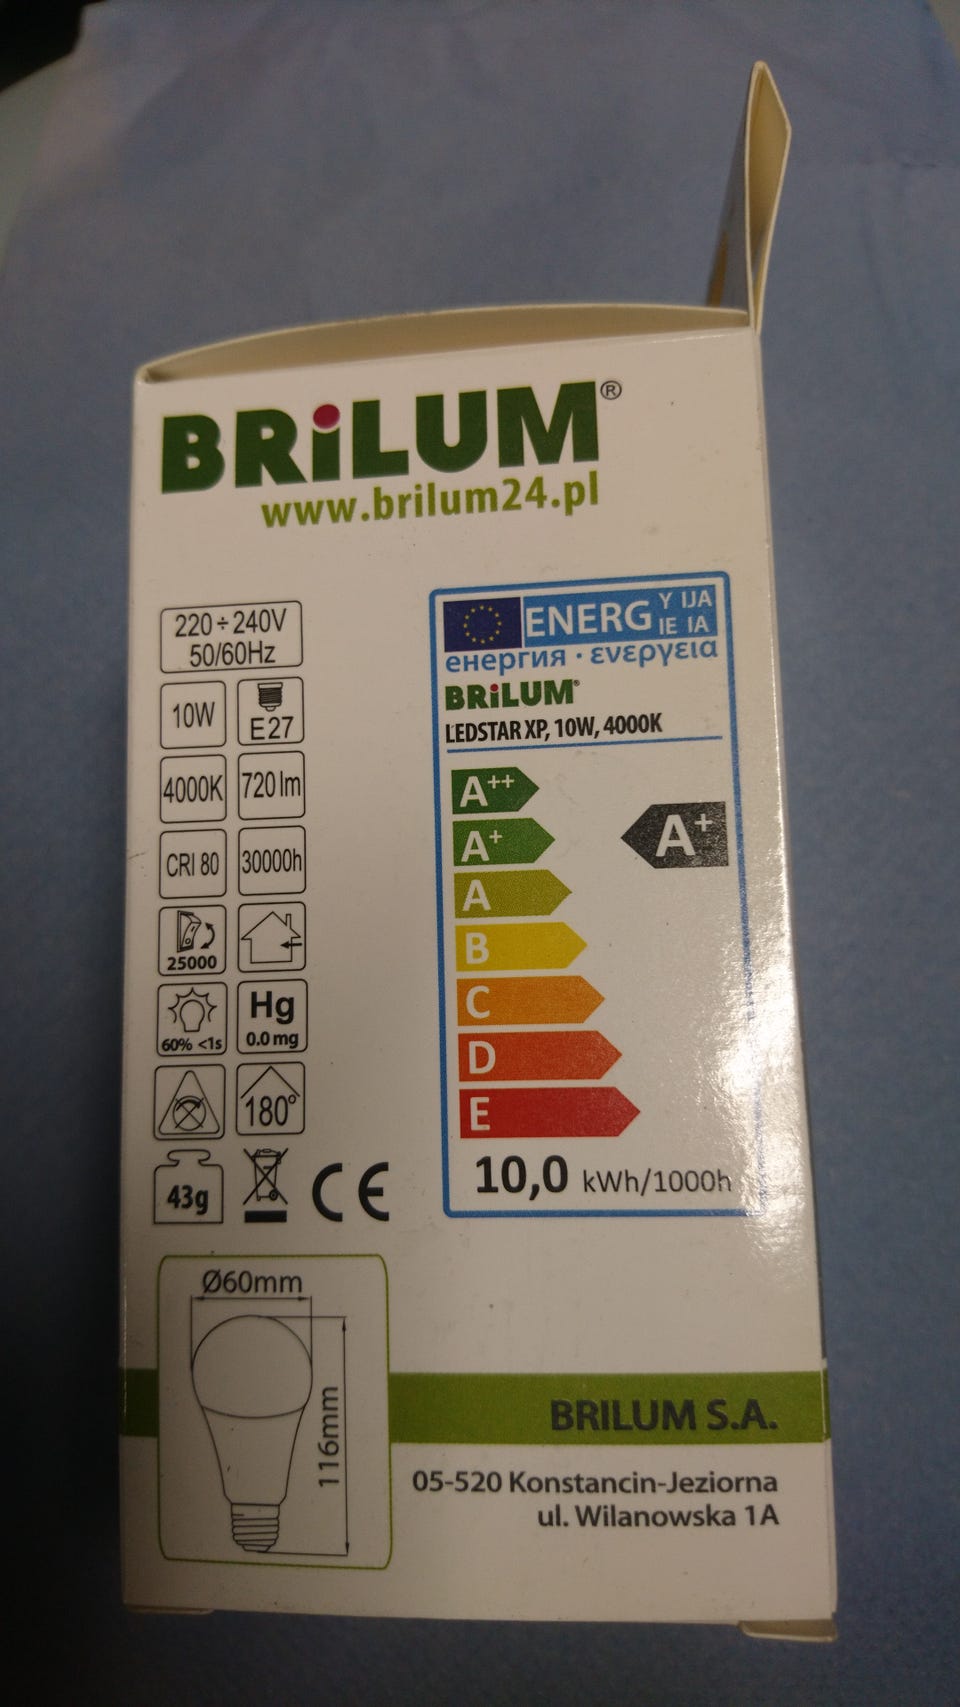 BRiLUM®
www.brilum24.pl
220÷240V
50/60Hz
10W
E27
4000K
720 lm
CRI 80
30000h
25000
60% <1s
Hg
0.0 mg
180°
43g
CE
ENERG Y IJA
IE IA
енергия · ενεργεια
BRiLUM®
LEDSTAR XP, 10W, 4000K
A++
A+
A+
A
B
C
D
E
10,0 kWh/1000h
Ø60mm
116mm
BRILUM S.A.
05-520 Konstancin-Jeziorna
ul. Wilanowska 1A